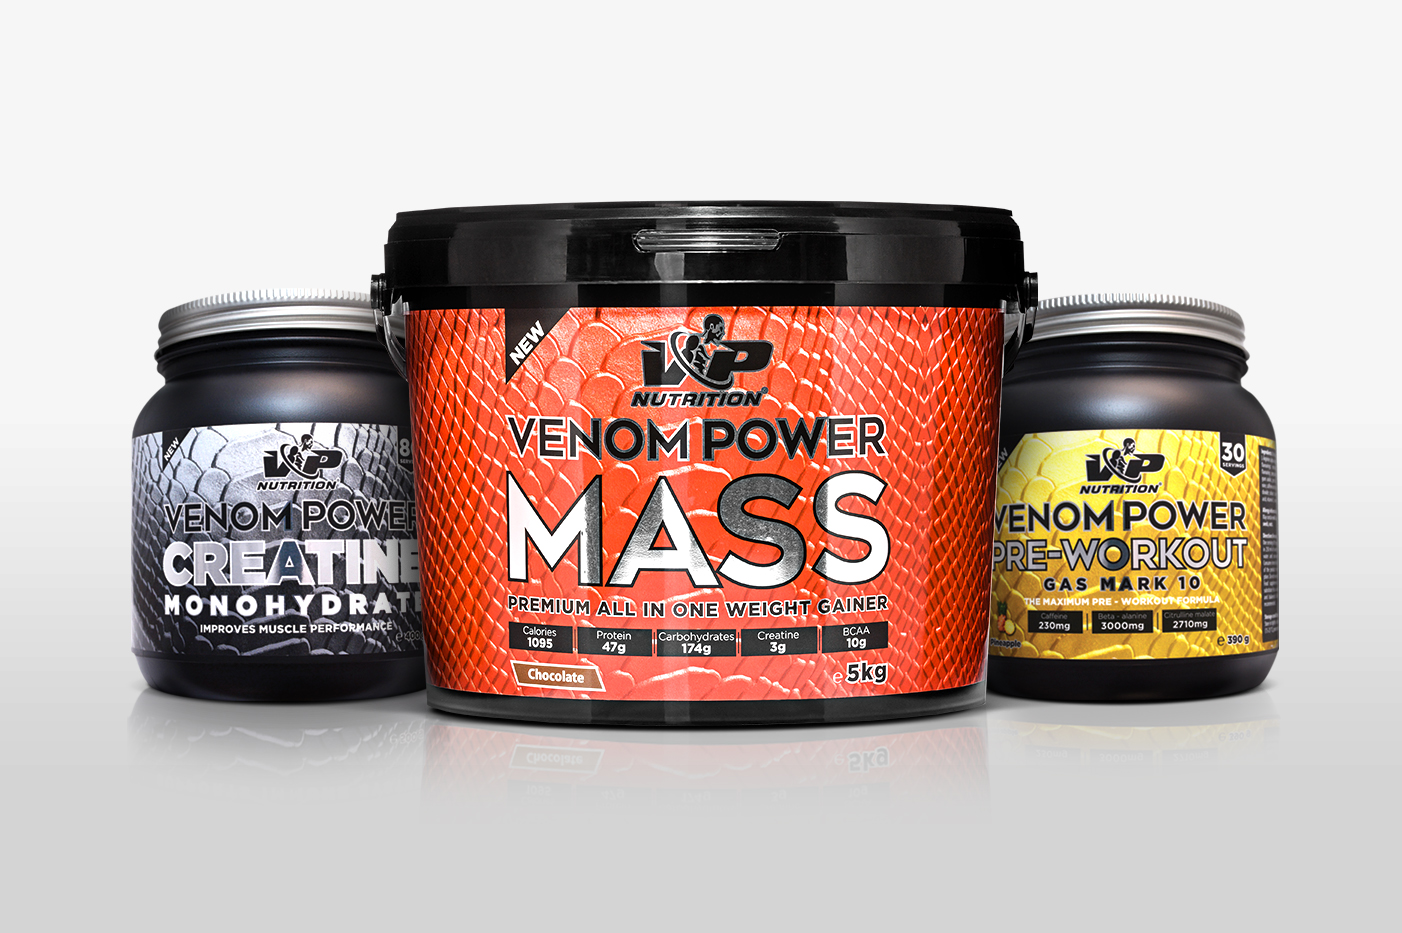 NEW
VP
NUTRITION®
VENOM POWER
CREATINE
MONOHYDRATE
IMPROVES MUSCLE PERFORMANCE
NEW
VP
NUTRITION®
VENOM POWER
MASS
PREMIUM ALL IN ONE WEIGHT GAINER
Calories
1095
Protein
47g
Carbohydrates
174g
Creatine
3g
BCAA
10g
Chocolate
e 5kg
30
SERVINGS
VP
NUTRITION
VENOM POWER
PRE-WORKOUT
GAS MARK 10
THE MAXIMUM PRE - WORKOUT FORMULA
Caffeine
230mg
Beta - alanine
3000mg
Citrulline malate
2710mg
Pineapple
e 390 g